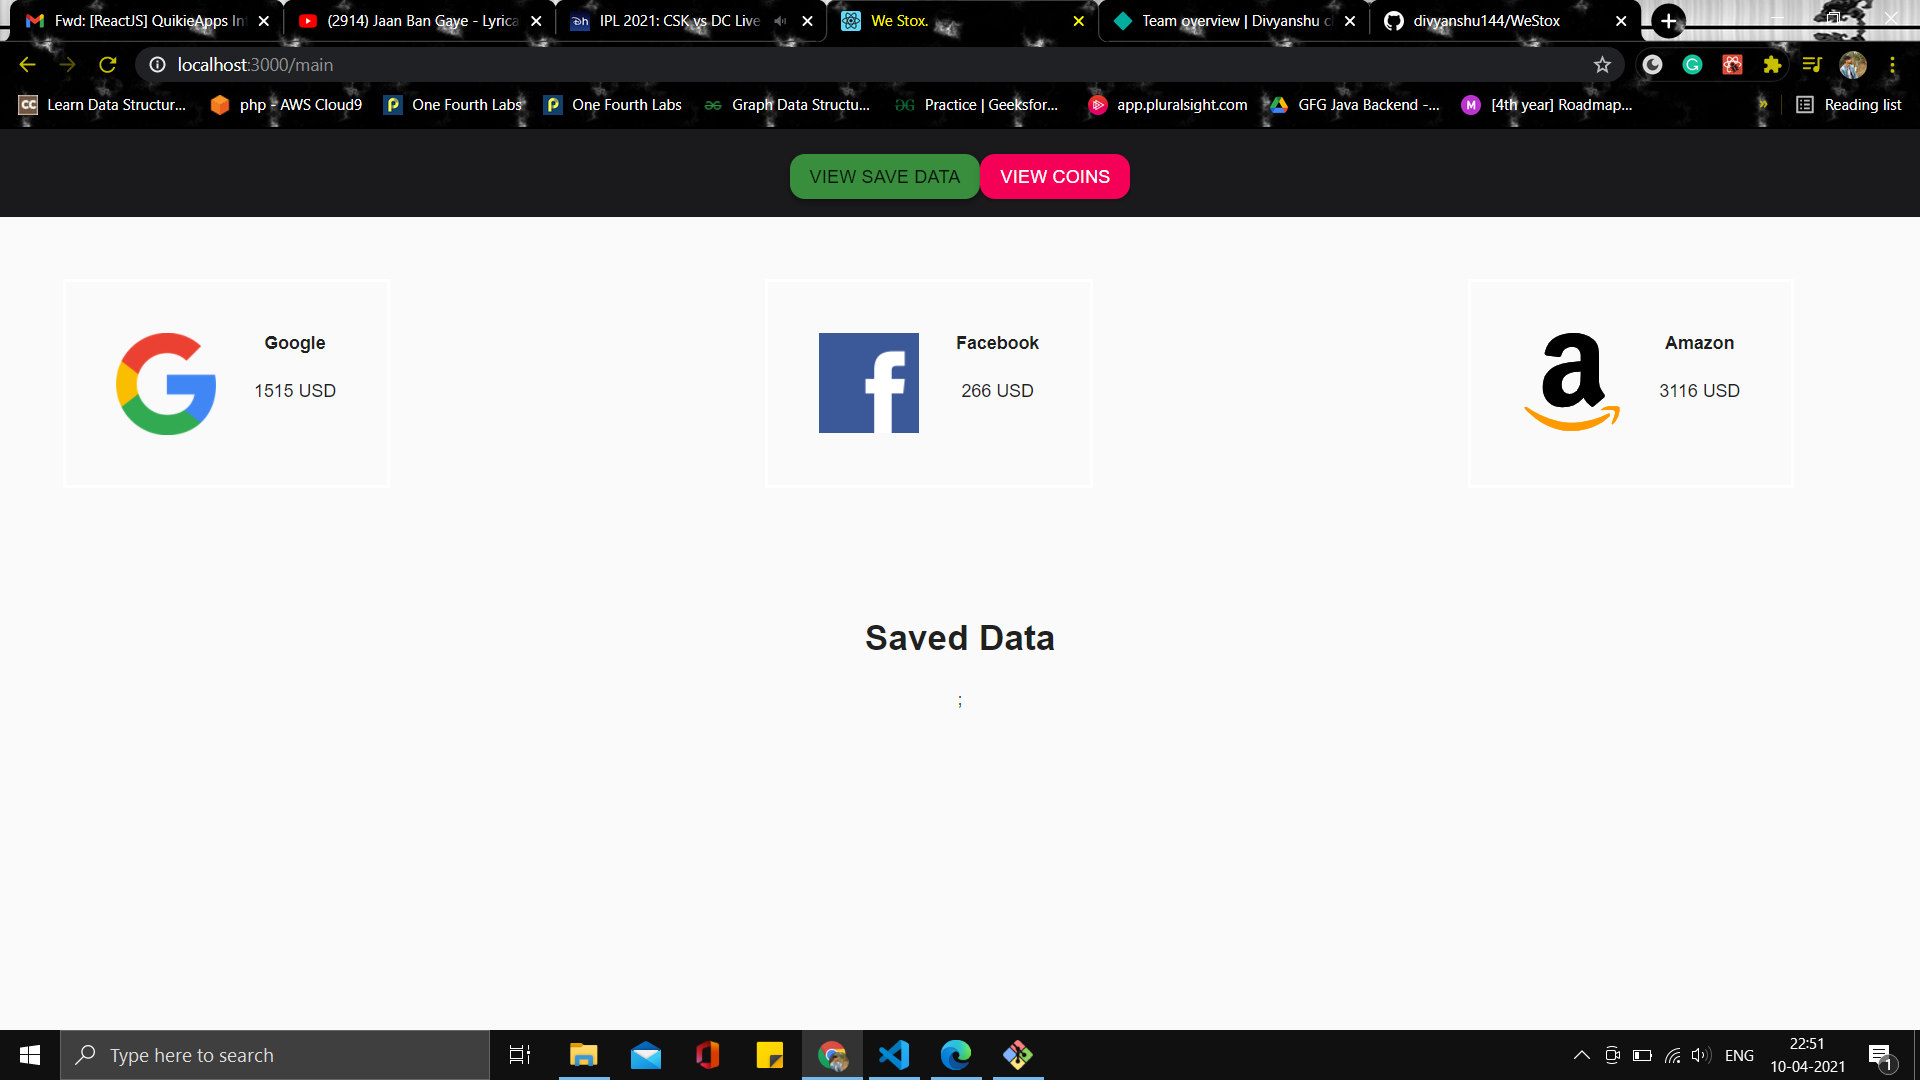 Fwd: [ReactJS] QuikieApps Int
(2914) Jaan Ban Gaye - Lyrica
IPL 2021: CSK vs DC Live
We Stox.
Team overview | Divyanshu c
divyanshu144/WeStox
localhost:3000/main
CC Learn Data Structur...
php - AWS Cloud9
One Fourth Labs
One Fourth Labs
Graph Data Structu...
Practice | Geeksfor...
app.pluralsight.com
GFG Java Backend -...
M [4th year] Roadmap...
»
Reading list
VIEW SAVE DATA
VIEW COINS
Google
1515 USD
Facebook
266 USD
Amazon
3116 USD
Saved Data
;
Type here to search
ENG
22:51
10-04-2021
1